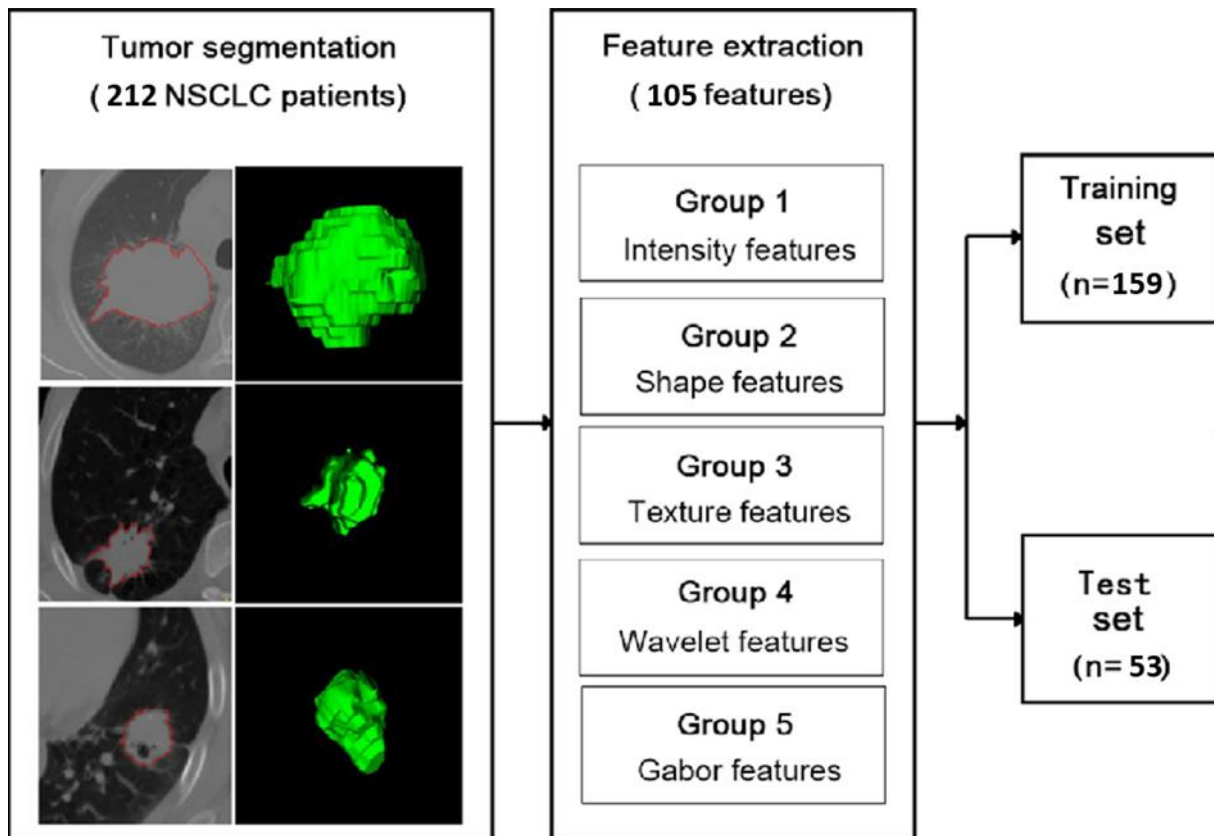 Tumor segmentation
( 212 NSCLC patients)
Feature extraction
( 105 features)
Group 1
Intensity features
Group 2
Shape features
Group 3
Texture features
Group 4
Wavelet features
Group 5
Gabor features
Training
set
(n=159)
Test
set
(n= 53)